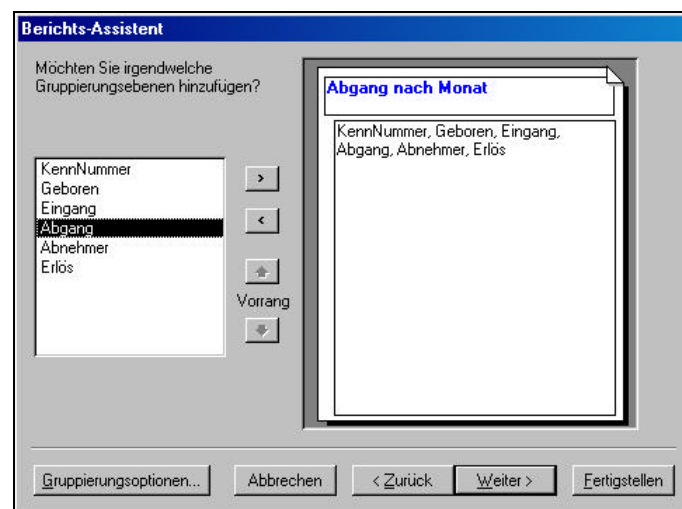 Berichts-Assistent
Möchten Sie irgendwelche
Gruppierungsebenen hinzufügen?
KennNummer
Geboren
Eingang
Abgang
Abnehmer
Erlös
>
<
Vorrang
Abgang nach Monat
KennNummer, Geboren, Eingang,
Abgang, Abnehmer, Erlös
Gruppierungsoptionen... Abbrechen < Zurück Weiter > Fertigstellen